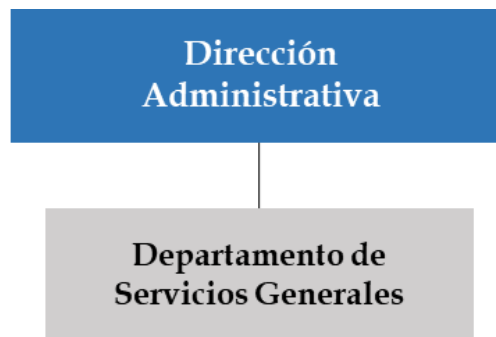 Dirección
Administrativa
Departamento de
Servicios Generales